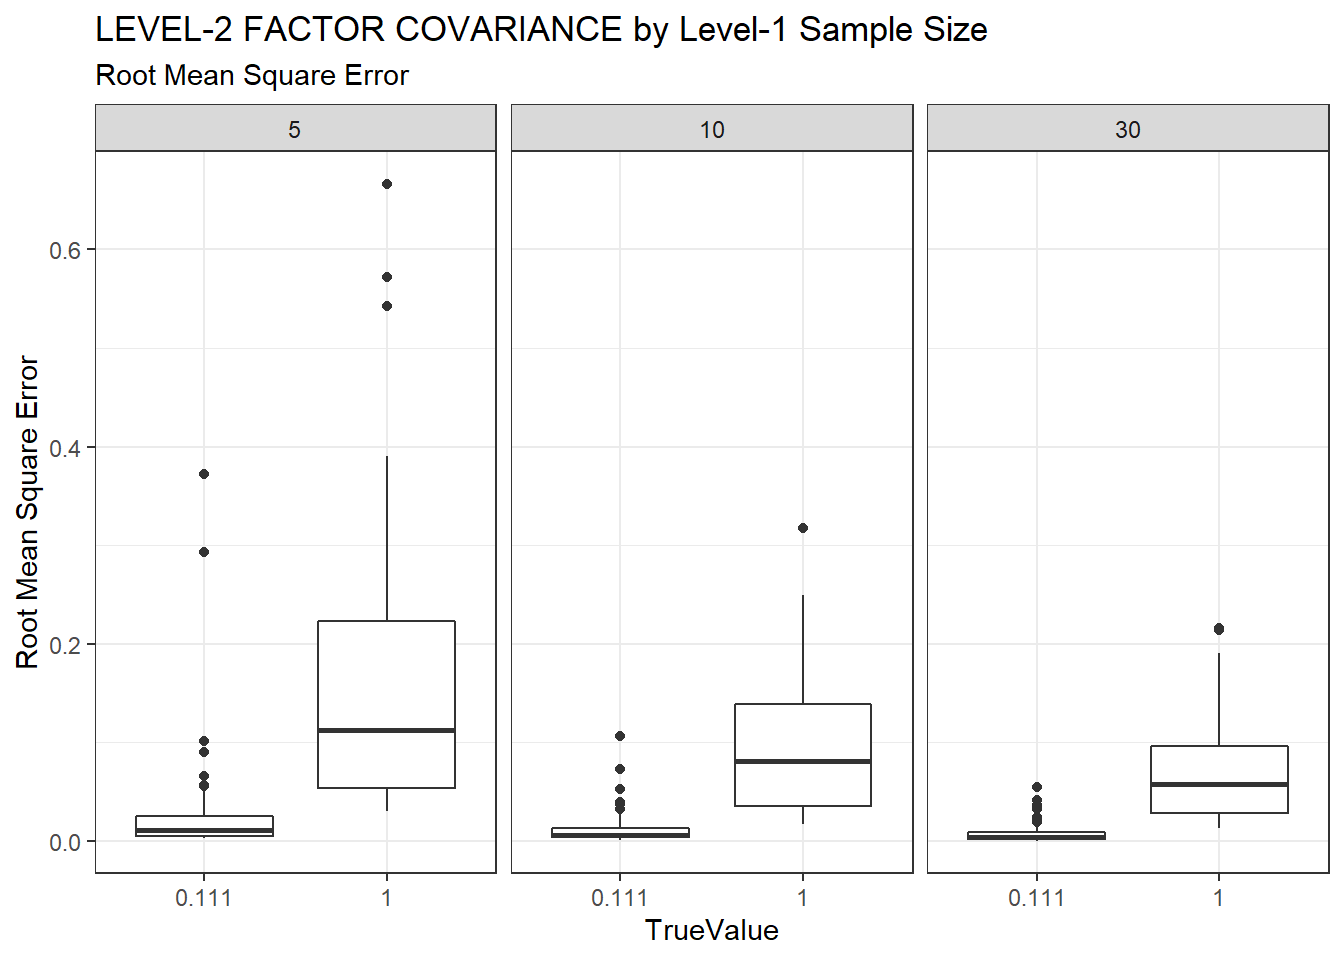 LEVEL-2 FACTOR COVARIANCE by Level-1 Sample Size
Root Mean Square Error
5 10 30
Root Mean Square Error
0.6
0.4
0.2
0.0
0.111 1 0.111 1 0.111 1
TrueValue